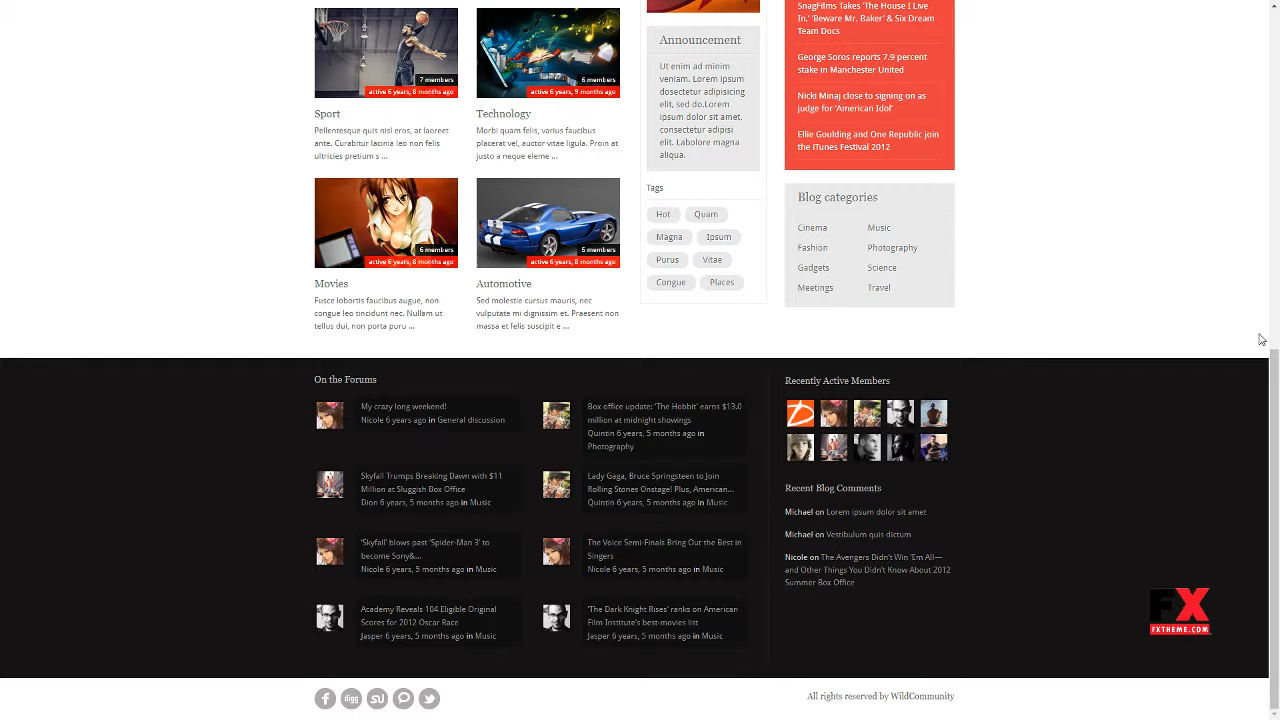 7 members
active 6 years, 8 months ago
Sport
Pellentesque quis nisl eros, at laoreet
ante. Curabitur lacinia leo non felis
ultricies pretium s ...
6 members
active 6 years, 9 months ago
Technology
Morbi quam felis, varius faucibus
placerat vel, auctor vitae ligula. Proin at
justo a neque eleme ...
6 members
active 6 years, 8 months ago
Movies
Fusce lobortis faucibus augue, non
congue leo tincidunt nec. Nullam ut
tellus dui, non porta puru ...
5 members
active 6 years, 8 months ago
Automotive
Sed molestie cursus mauris, nec
vulputate mi dignissim et. Praesent non
massa et felis suscipit e ...
Announcement
Ut enim ad minim
veniam. Lorem ipsum
dolorem sit amet,
consectetur adipisi
elit, sed do.Lorem
ipsum dolor sit amet,
consectetur adipisi
elit. Labolore magna
aliqua.
Tags
Hot Quam
Magna Ipsum
Purus Vitae
Congue Places
SnagFilms Takes 'The House I Live
In,' 'Beware Mr. Baker' & Six Dream
Team Docs
George Soros reports 7.9 percent
stake in Manchester United
Nicki Minaj close to signing on as
judge for 'American Idol'
Ellie Goulding and One Republic join
the iTunes Festival 2012
Blog categories
Cinema Music
Fashion Photography
Gadgets Science
Meetings Travel
On the Forums
My crazy long weekend!
Nicole 6 years ago in General discussion
Skyfall Trumps Breaking Dawn with $11
Million at Sluggish Box Office
Dion 6 years, 5 months ago in Music
'Skyfall' blows past 'Spider-Man 3' to
become Sony&...
Nicole 6 years, 5 months ago in Music
Academy Reveals 104 Eligible Original
Scores for 2012 Oscar Race
Jasper 6 years, 5 months ago in Music
Box office update: 'The Hobbit' earns $13.0
million at midnight showings
Quintin 6 years, 5 months ago in
Photography
Lady Gaga, Bruce Springsteen to Join
Rolling Stones Onstage! Plus, American...
Quintin 6 years, 5 months ago in Music
The Voice Semi-Finals Bring Out the Best in
Singers
Nicole 6 years, 5 months ago in Music
'The Dark Knight Rises' ranks on American
Film Institute's best-movies list
Jasper 6 years, 5 months ago in Music
Recently Active Members
Recent Blog Comments
Michael on Lorem ipsum dolor sit amet
Michael on Vestibulum quis dictum
Nicole on The Avengers Didn't Win 'Em All—
and Other Things You Didn't Know About 2012
Summer Box Office
FX
FXTHEME.COM
digg
All rights reserved by WildCommunity